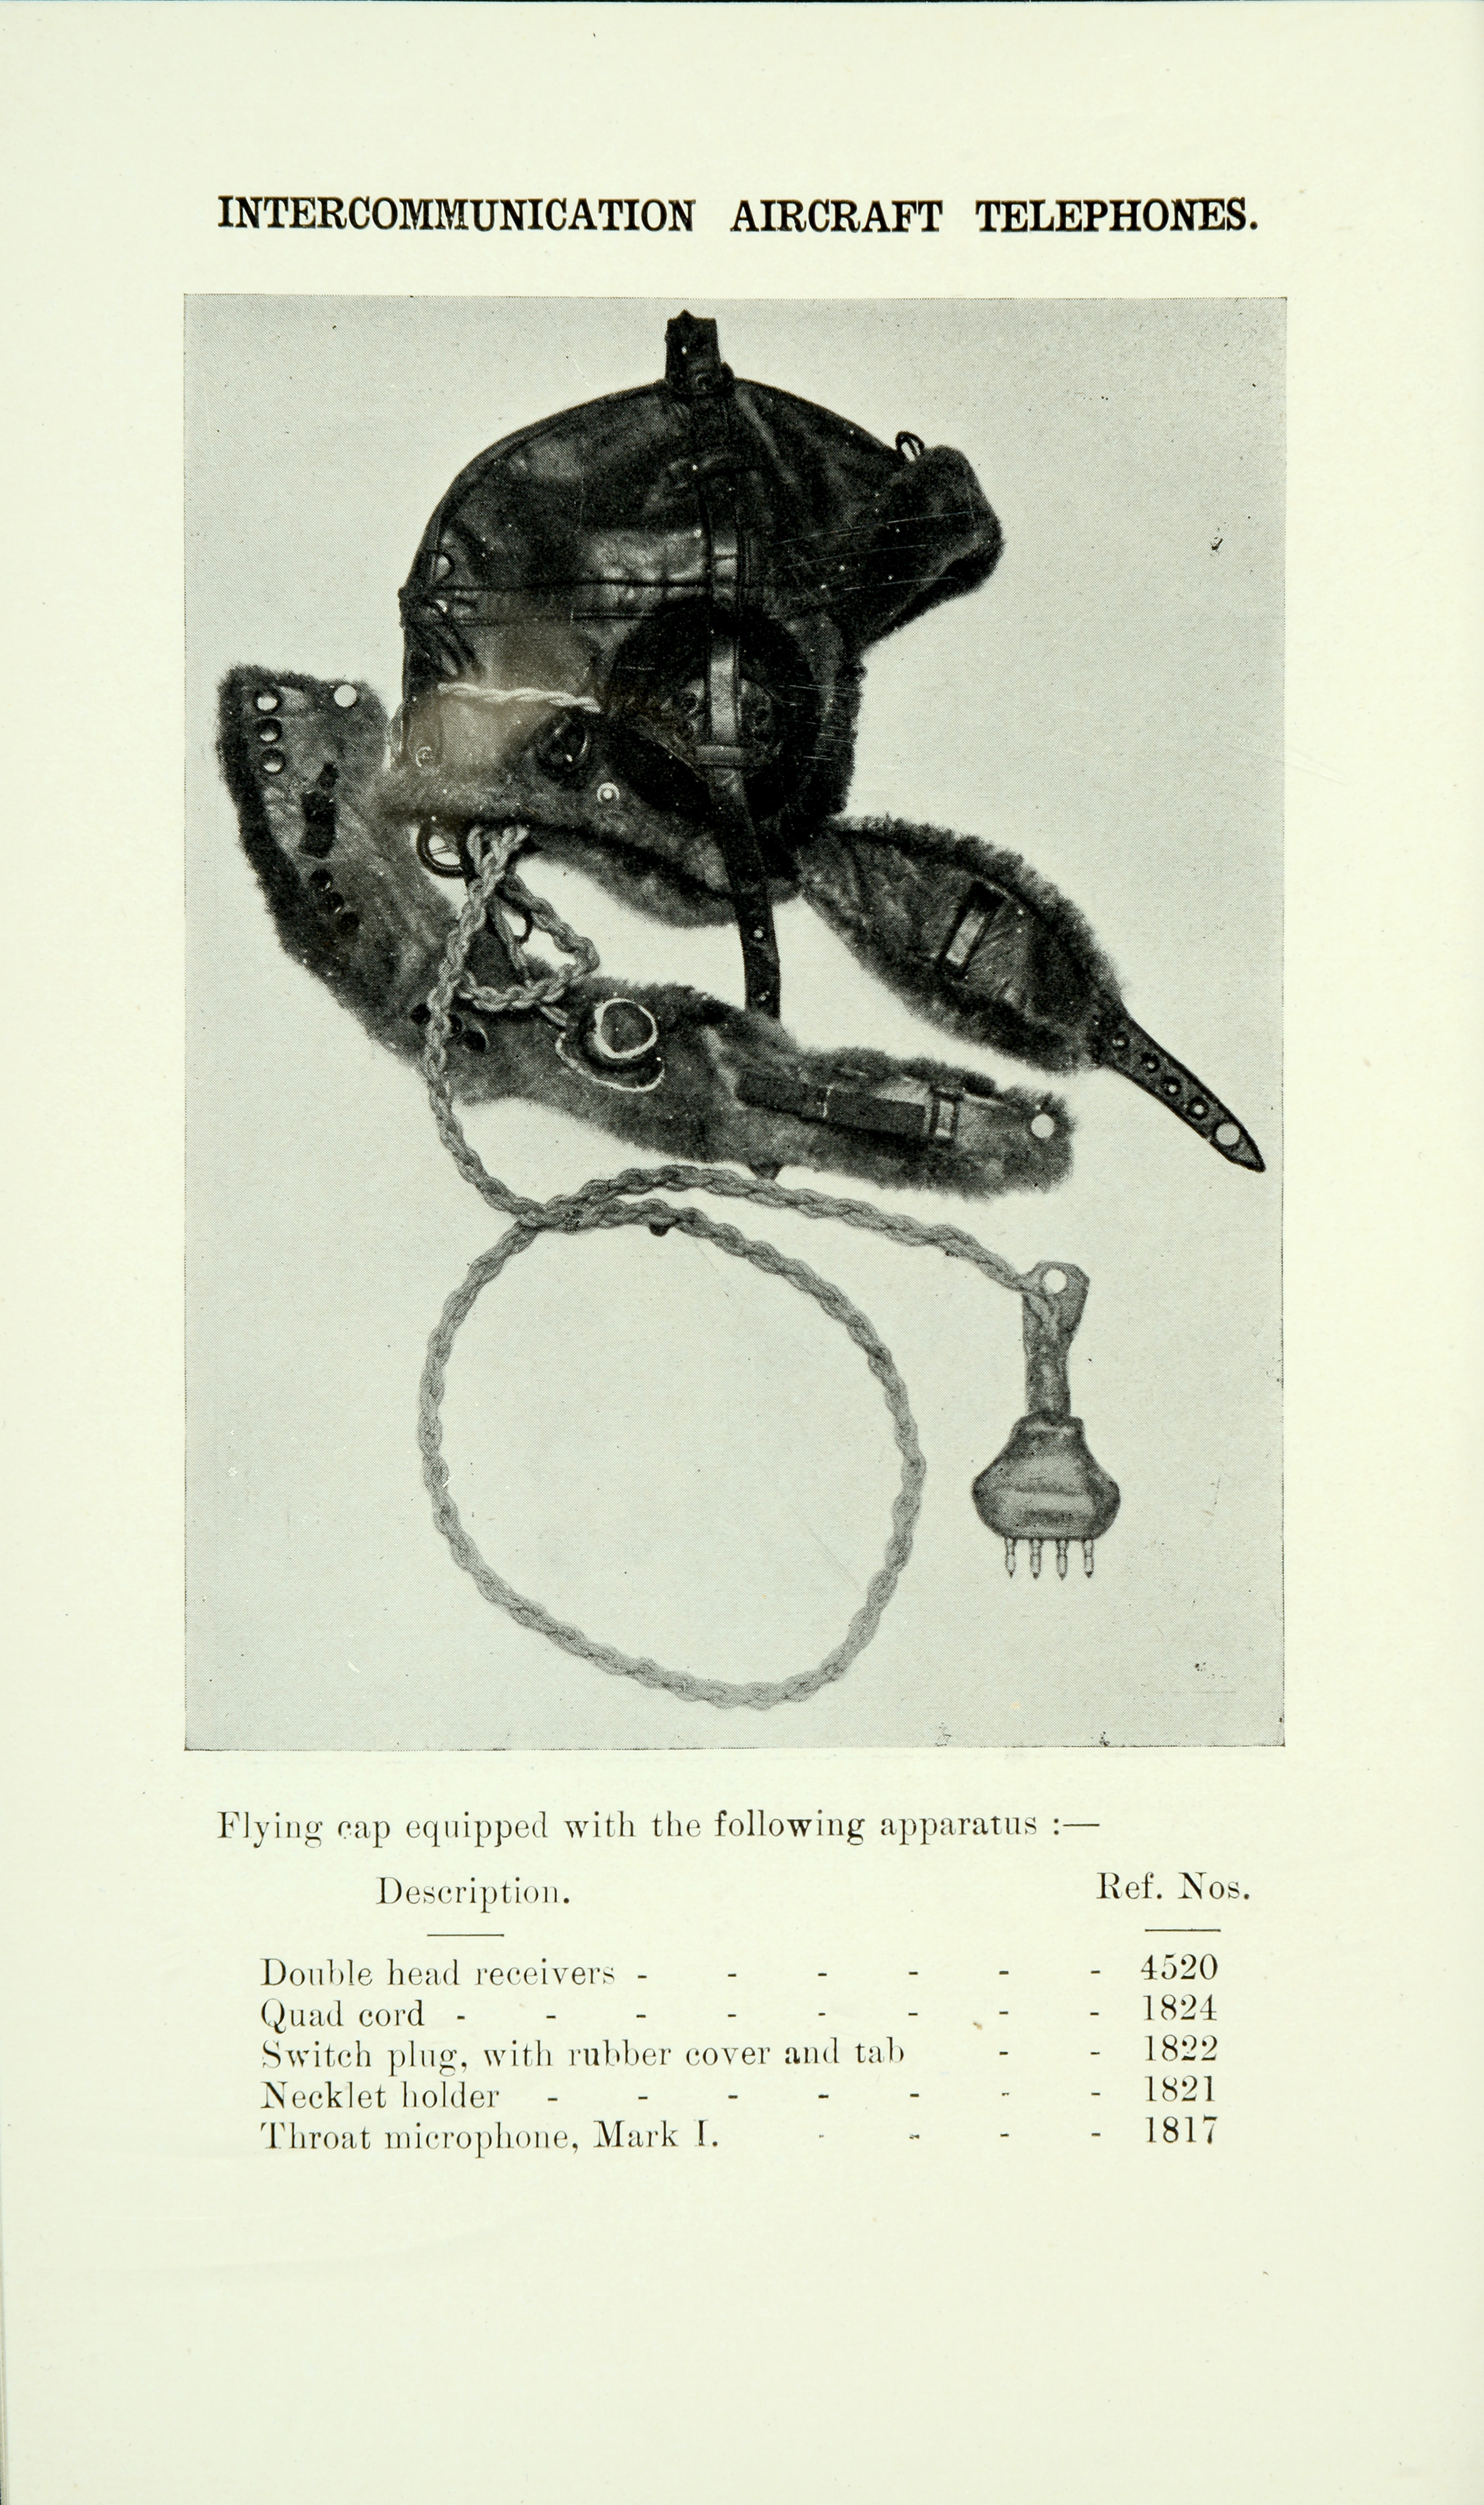 INTERCOMMUNICATION AIRCRAFT TELEPHONES.
Flying cap equipped with the following apparatus :—
Description. Ref. Nos.
Double head receivers - - - - - - 4520
Quad cord - - - - - - - - 1824
Switch plug, with rubber cover and tab - - 1822
Necklet holder - - - - - - - 1821
Throat microphone, Mark I. - - - - 1817